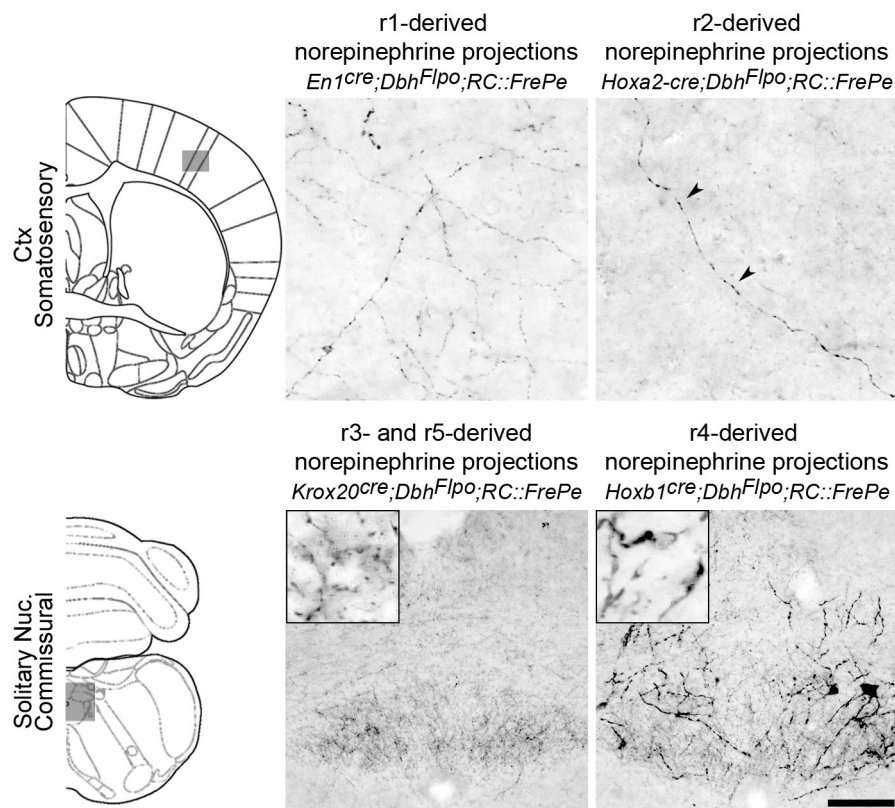 r1-derived
norepinephrine projections
En1cre;DbhFlpo;RC::FrePe
r2-derived
norepinephrine projections
Hoxa2-cre;DbhFlpo;RC::FrePe
Ctx
Somatosensory
r3- and r5-derived
norepinephrine projections
Krox20cre;DbhFlpo;RC::FrePe
r4-derived
norepinephrine projections
Hoxb1cre;DbhFlpo;RC::FrePe
Solitary Nuc.
Commissural